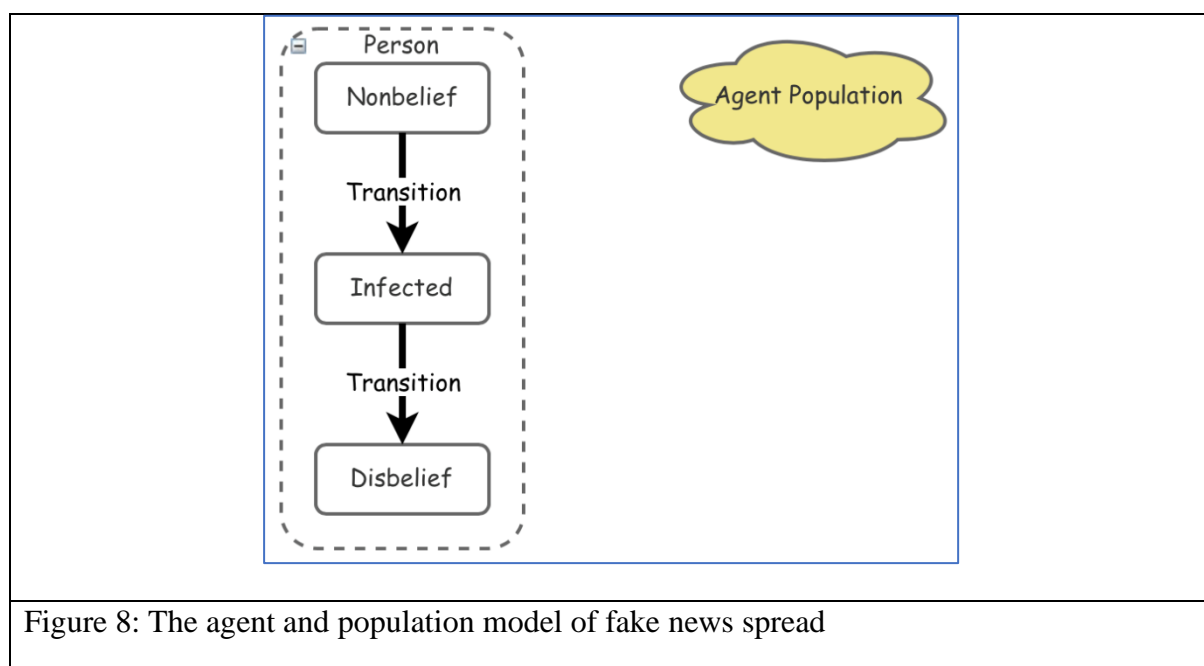 Person
Nonbelief
Transition
Infected
Transition
Disbelief
Agent Population
Figure 8: The agent and population model of fake news spread